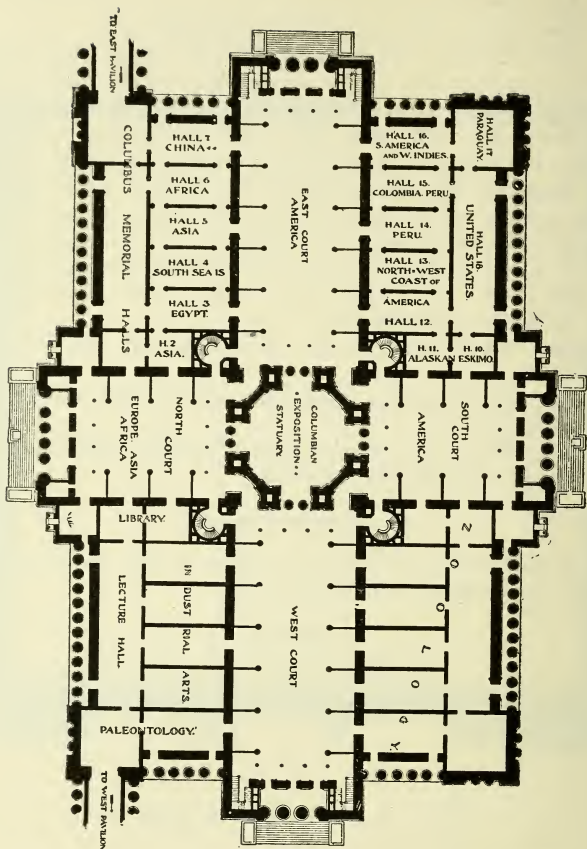 TO EAST PAVILION
COLUMBUS MEMORIAL HALLS
HALL 7
CHINA
HALL 6
AFRICA
HALL 5
ASIA
HALL 4
SOUTH SEA IS
HALL 3
EGYPT.
H. 2
ASIA.
EAST COURT
AMERICA
HALL 16.
S. AMERICA
AND W. INDIES.
HALL 15.
COLOMBIA. PERU.
HALL 14.
PERU.
HALL 13.
NORTH-WEST
COAST OF
AMERICA
HALL 12.
HALL 17
PARAGUAY.
HALL 18.
UNITED STATES.
H. 11.
H. 10.
ALASKAN ESKIMO.
EUROPE. ASIA
AFRICA
NORTH
COURT
COLUMBIAN
EXPOSITION
STATUARY
AMERICA
SOUTH
COURT
LIBRARY.
LECTURE HALL
INDUSTRIAL ARTS.
WEST COURT
ZOOLOGY
PALEONTOLOGY.
TO WEST PAVILION